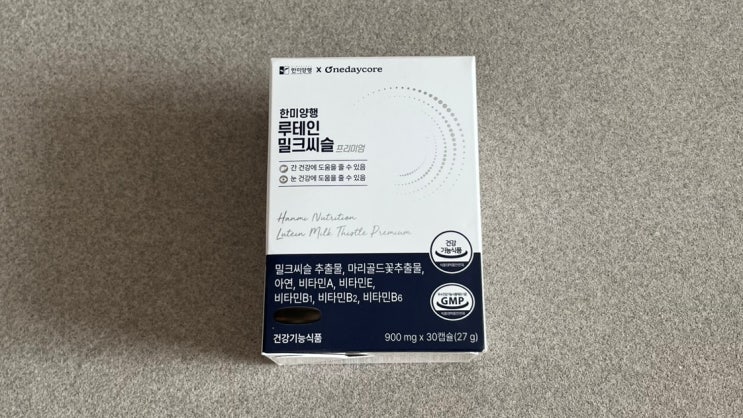 한미양행 X Onedaycore
한미양행
루테인
밀크씨슬 프리미엄
간 건강에 도움을 줄 수 있음
눈 건강에 도움을 줄 수 있음
Hanmi Nutrition
Lutein Milk Thistle Premium
건강
기능식품
밀크씨슬 추출물, 마리골드꽃추출물,
아연, 비타민A, 비타민E,
비타민B1, 비타민B2, 비타민B6
GMP
건강기능식품
900 mg x 30캡슐(27 g)